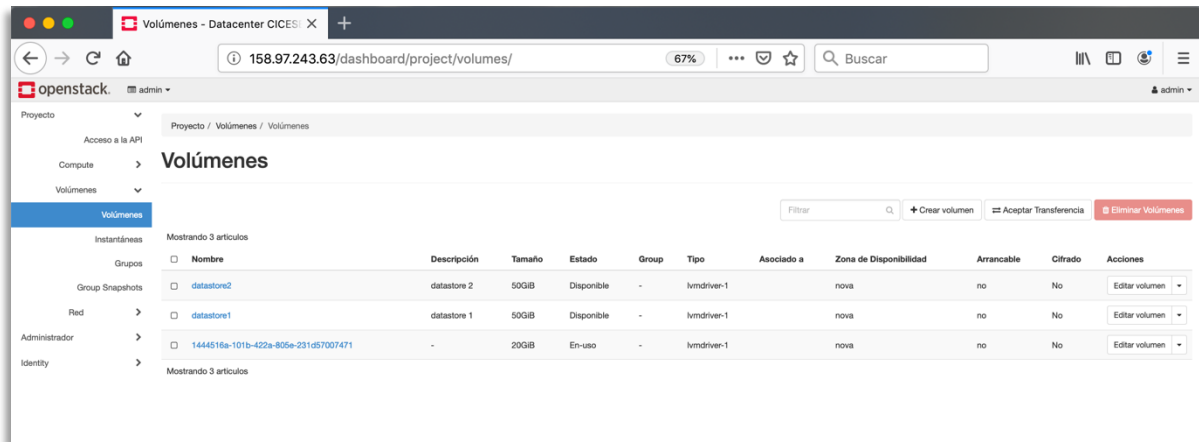 Volúmenes - Datacenter CICES
158.97.243.63/dashboard/project/volumes/
67%
Buscar
openstack.
admin
admin
Proyecto
Acceso a la API
Compute
Volúmenes
Volúmenes
Instantáneas
Grupos
Group Snapshots
Red
Administrador
Identity
Proyecto / Volúmenes / Volúmenes
Volúmenes
Filtrar
+ Crear volumen
Aceptar Transferencia
Eliminar Volúmenes
Mostrando 3 articulos
Nombre Descripción Tamaño Estado Group Tipo Asociado a Zona de Disponibilidad Arrancable Cifrado Acciones
datastore2 datastore 2 50GiB Disponible - lvmdriver-1 nova no No Editar volumen
datastore1 datastore 1 50GiB Disponible - lvmdriver-1 nova no No Editar volumen
1444516a-101b-422a-805e-231d57007471 - 20GiB En-uso - lvmdriver-1 nova no No Editar volumen
Mostrando 3 articulos